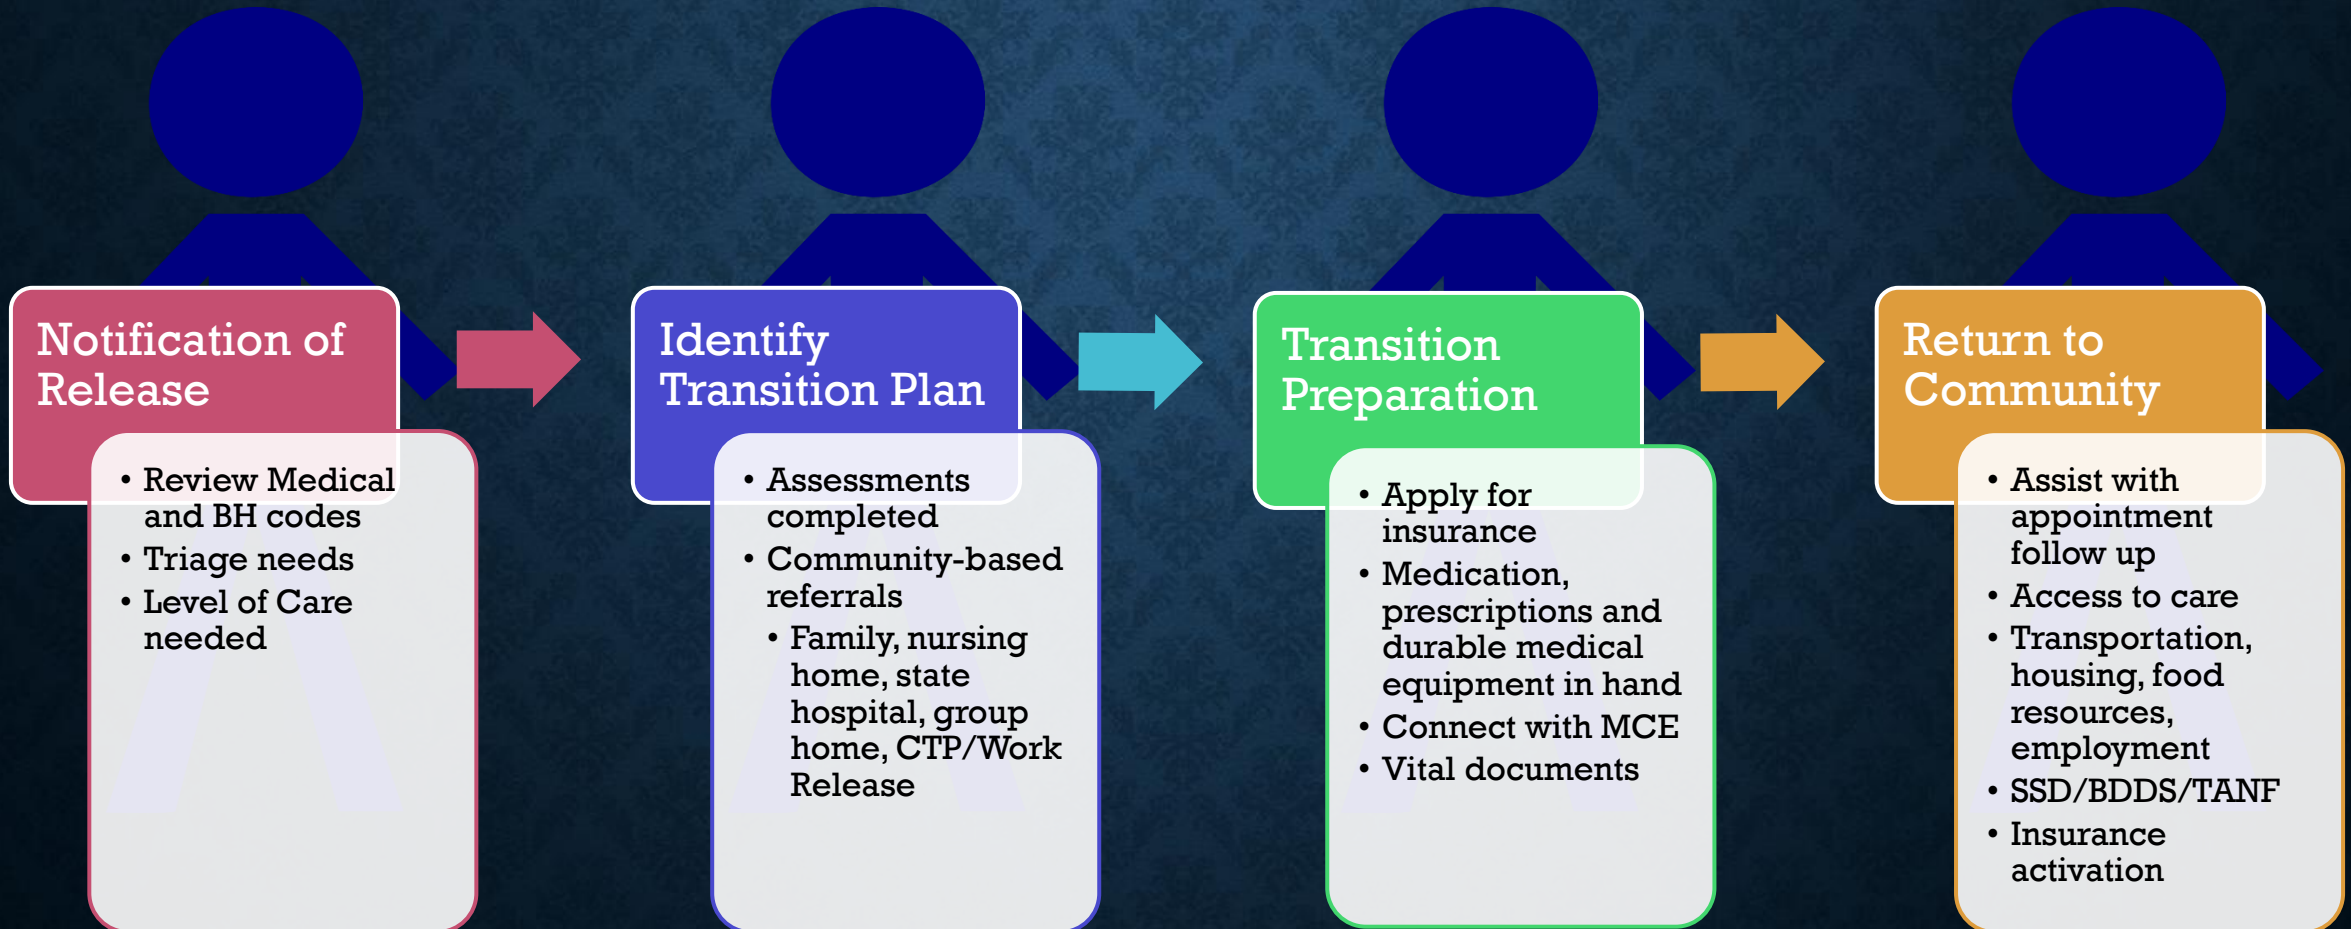 Notification of
Release
• Review Medical
and BH codes
• Triage needs
• Level of Care
needed
Identify
Transition Plan
• Assessments
completed
• Community-based
referrals
• Family, nursing
home, state
hospital, group
home, CTP/Work
Release
Transition
Preparation
• Apply for
insurance
• Medication,
prescriptions and
durable medical
equipment in hand
• Connect with MCE
• Vital documents
Return to
Community
• Assist with
appointment
follow up
• Access to care
• Transportation,
housing, food
resources,
employment
• SSD/BDDS/TANF
• Insurance
activation